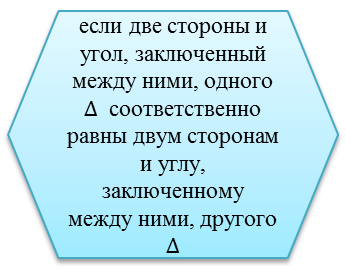 если две стороны и
угол, заключенный
между ними, одного
Δ соответственно
равны двум сторонам
и углу,
заключенному
между ними, другого
Δ